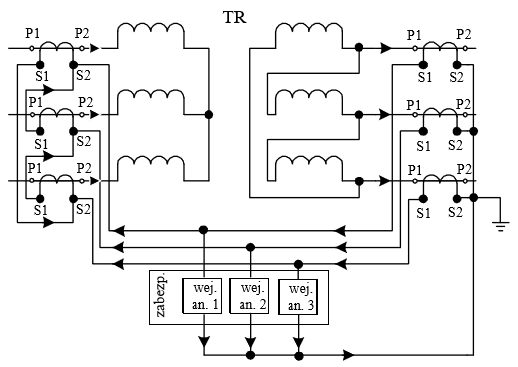 TR
P1 P2 P1 P2
S1 S2 S1 S2
P1 P2 P1 P2
S1 S2 S1 S2
P1 P2 P1 P2
S1 S2 S1 S2
zabezp.
wej. an. 1
wej. an. 2
wej. an. 3